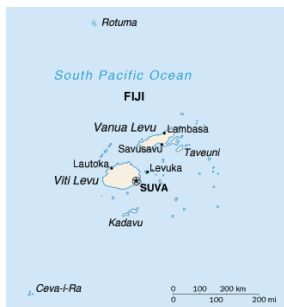 Rotuma
South Pacific Ocean
FIJI
Vanua Levu
Lambasa
Savusavu
Taveuni
Lautoka
Levuka
Viti Levu
SUVA
Kadavu
Ceva-i-Ra
0 100 200 km
0 100 200 mi